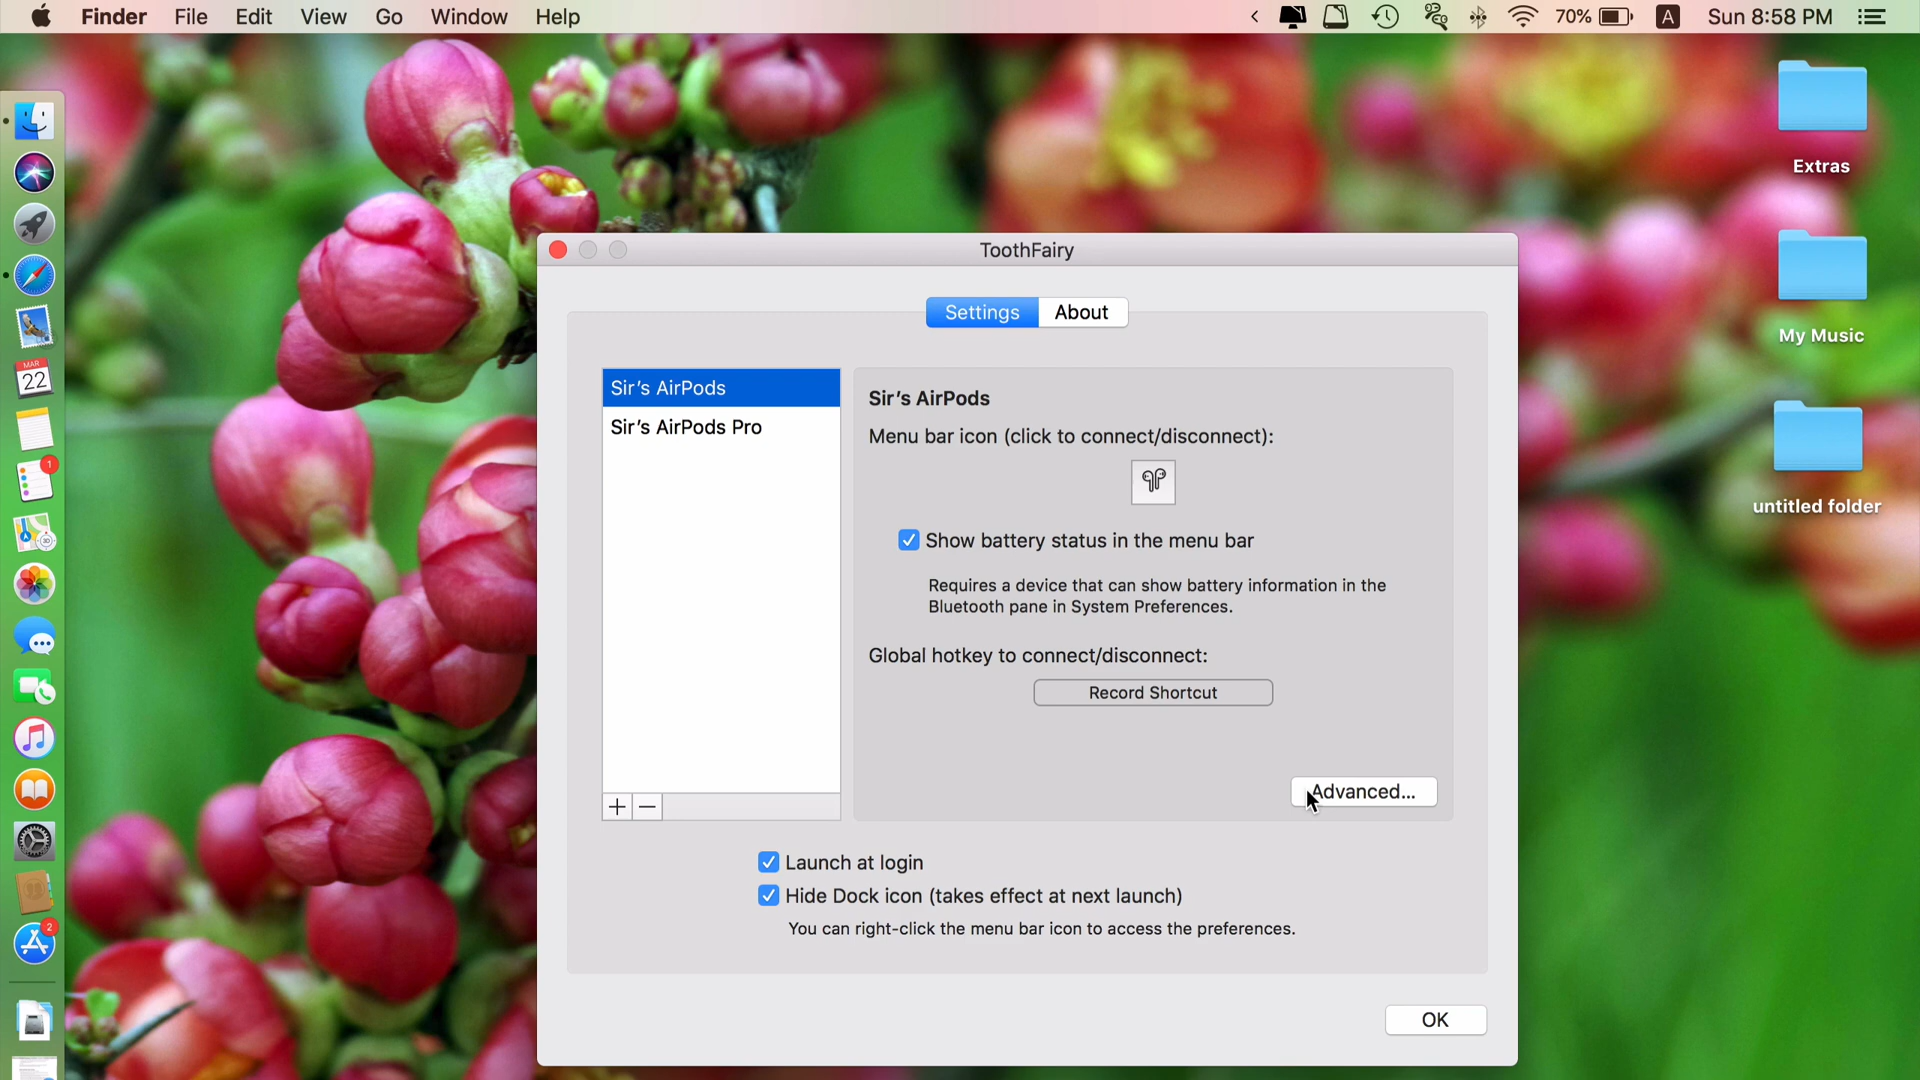 Finder File Edit View Go Window Help
70% A Sun 8:58 PM
Extras
My Music
untitled folder
MAR
22
1
2
ToothFairy
Settings About
Sir's AirPods
Sir's AirPods Pro
Sir's AirPods
Menu bar icon (click to connect/disconnect):
Show battery status in the menu bar
Requires a device that can show battery information in the
Bluetooth pane in System Preferences.
Global hotkey to connect/disconnect:
Record Shortcut
Advanced...
Launch at login
Hide Dock icon (takes effect at next launch)
You can right-click the menu bar icon to access the preferences.
OK